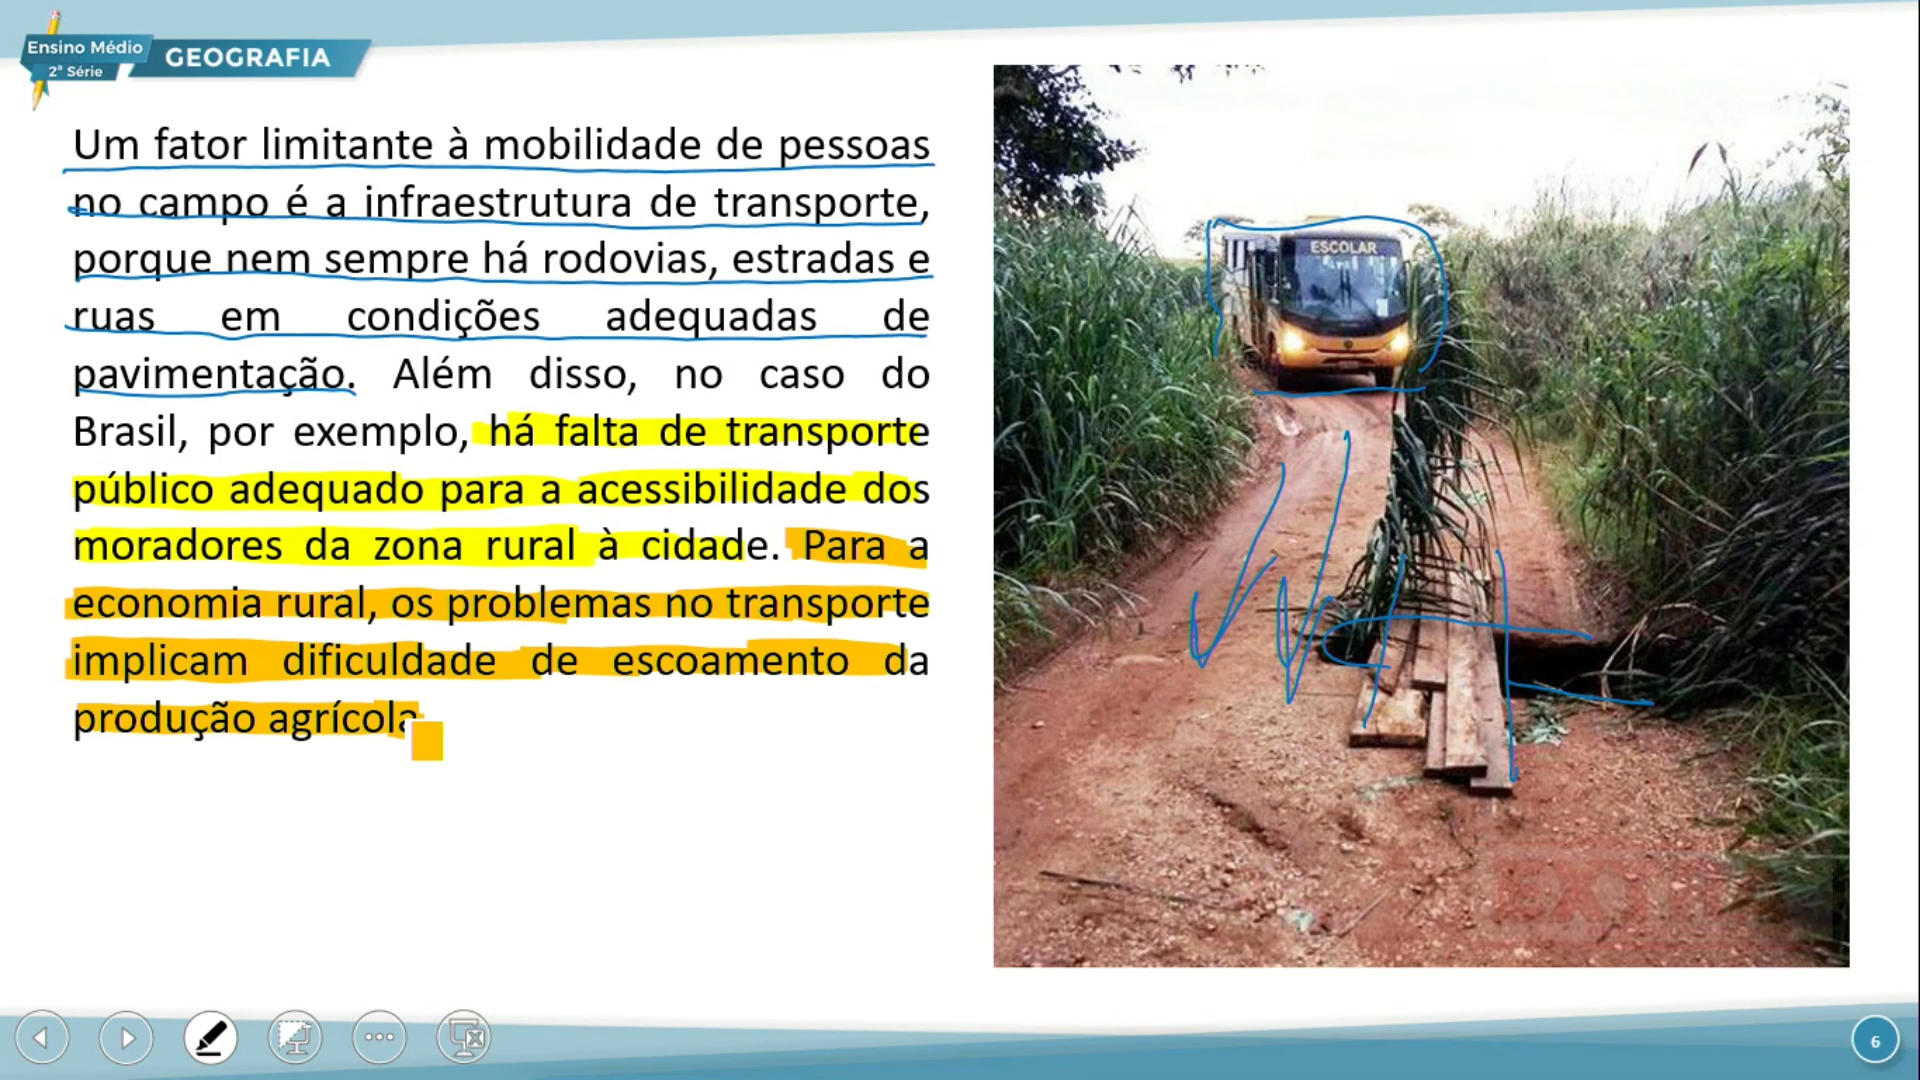 Ensino Médio
2ª Série
GEOGRAFIA
Um fator limitante à mobilidade de pessoas
no campo é a infraestrutura de transporte,
porque nem sempre há rodovias, estradas e
ruas em condições adequadas de
pavimentação. Além disso, no caso do
Brasil, por exemplo, há falta de transporte
público adequado para a acessibilidade dos
moradores da zona rural à cidade. Para a
economia rural, os problemas no transporte
implicam dificuldade de escoamento da
produção agrícola
ESCOLAR
6